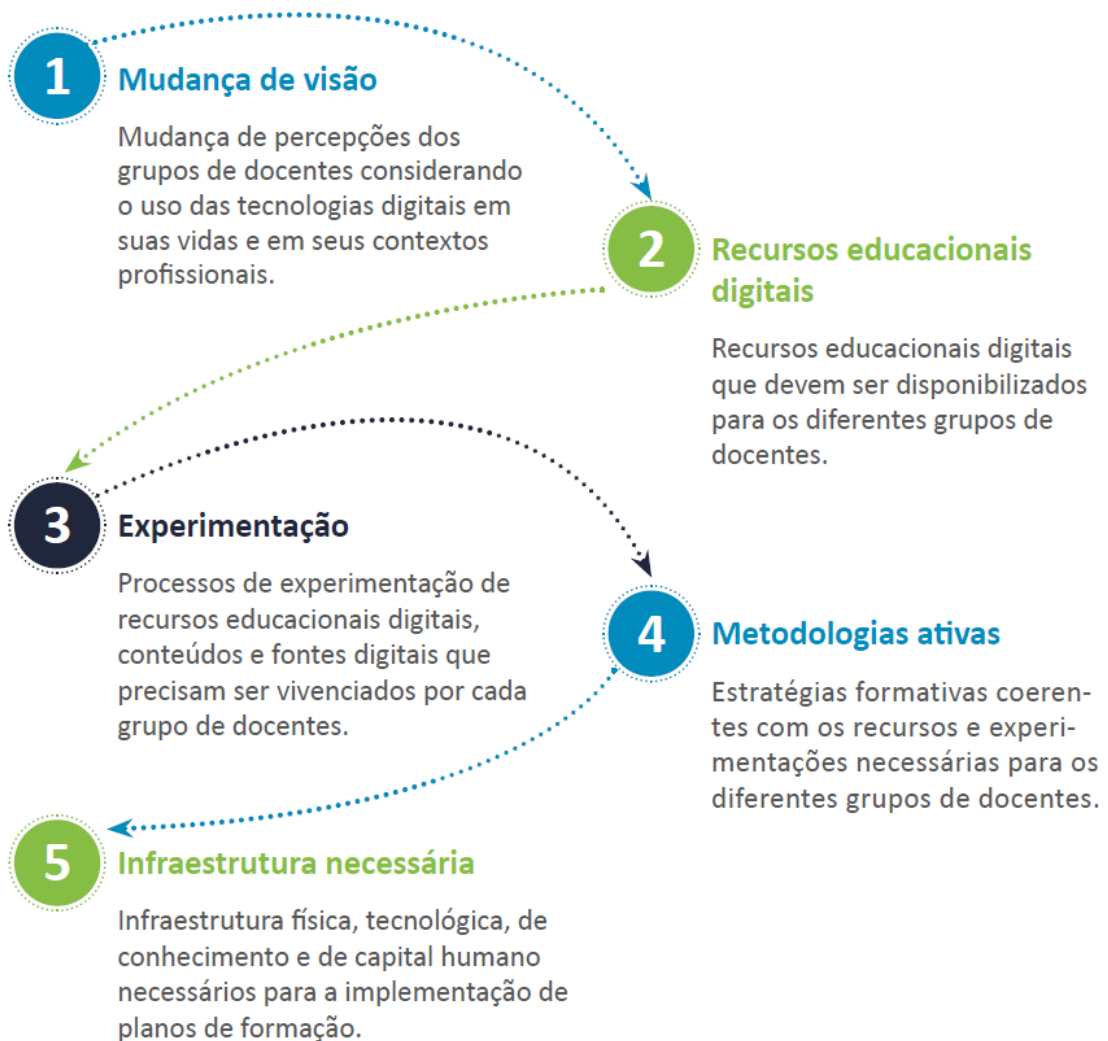 1
Mudança de visão
Mudança de percepções dos
grupos de docentes considerando
o uso das tecnologias digitais em
suas vidas e em seus contextos
profissionais.
2
Recursos educacionais
digitais
Recursos educacionais digitais
que devem ser disponibilizados
para os diferentes grupos de
docentes.
3
Experimentação
Processos de experimentação de
recursos educacionais digitais,
conteúdos e fontes digitais que
precisam ser vivenciados por cada
grupo de docentes.
4
Metodologias ativas
Estratégias formativas coeren-
tes com os recursos e experi-
mentações necessárias para os
diferentes grupos de docentes.
5
Infraestrutura necessária
Infraestrutura física, tecnológica, de
conhecimento e de capital humano
necessários para a implementação de
planos de formação.